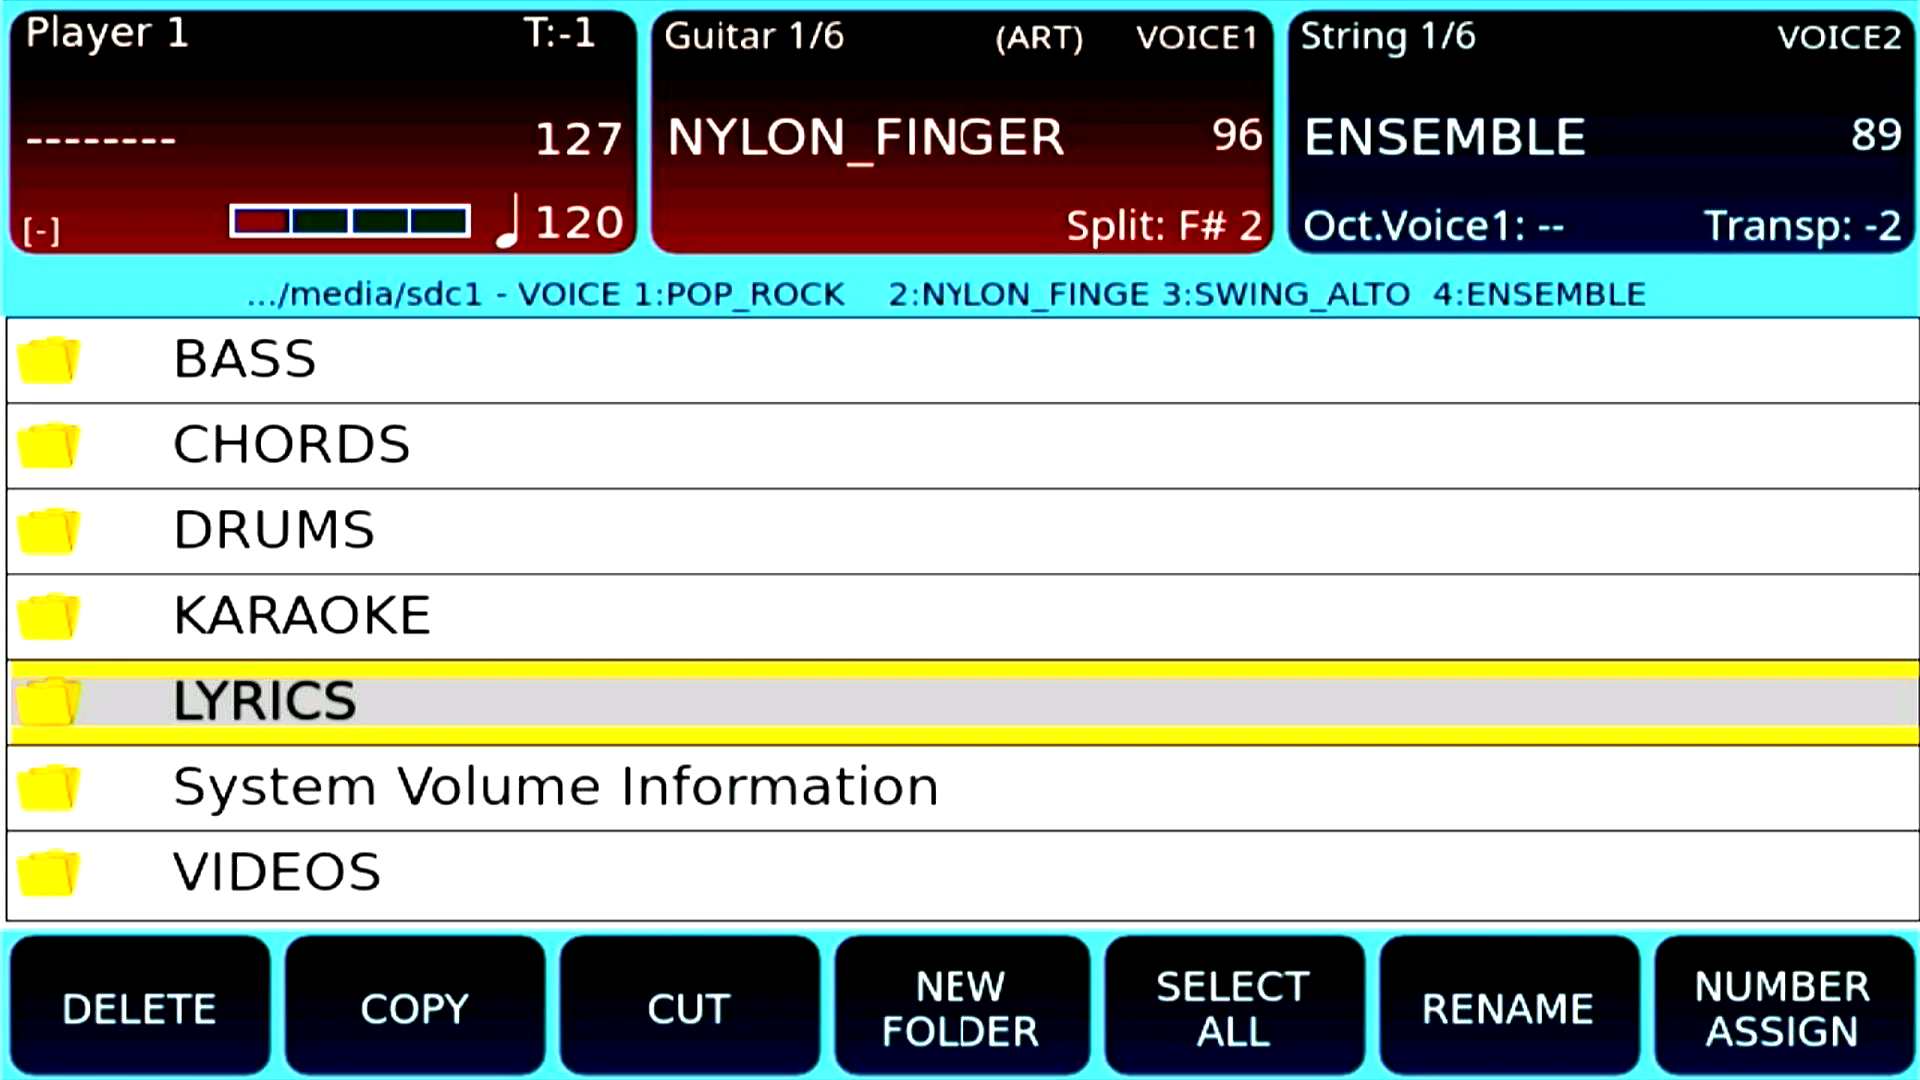 Player 1 T:-1
-------- 127
[-] 120
Guitar 1/6 (ART) VOICE1
NYLON_FINGER 96
Split: F# 2
String 1/6 VOICE2
ENSEMBLE 89
Oct.Voice1: -- Transp: -2
.../media/sdc1 - VOICE 1:POP_ROCK 2:NYLON_FINGE 3:SWING_ALTO 4:ENSEMBLE
BASS
CHORDS
DRUMS
KARAOKE
LYRICS
System Volume Information
VIDEOS
DELETE
COPY
CUT
NEW
FOLDER
SELECT
ALL
RENAME
NUMBER
ASSIGN